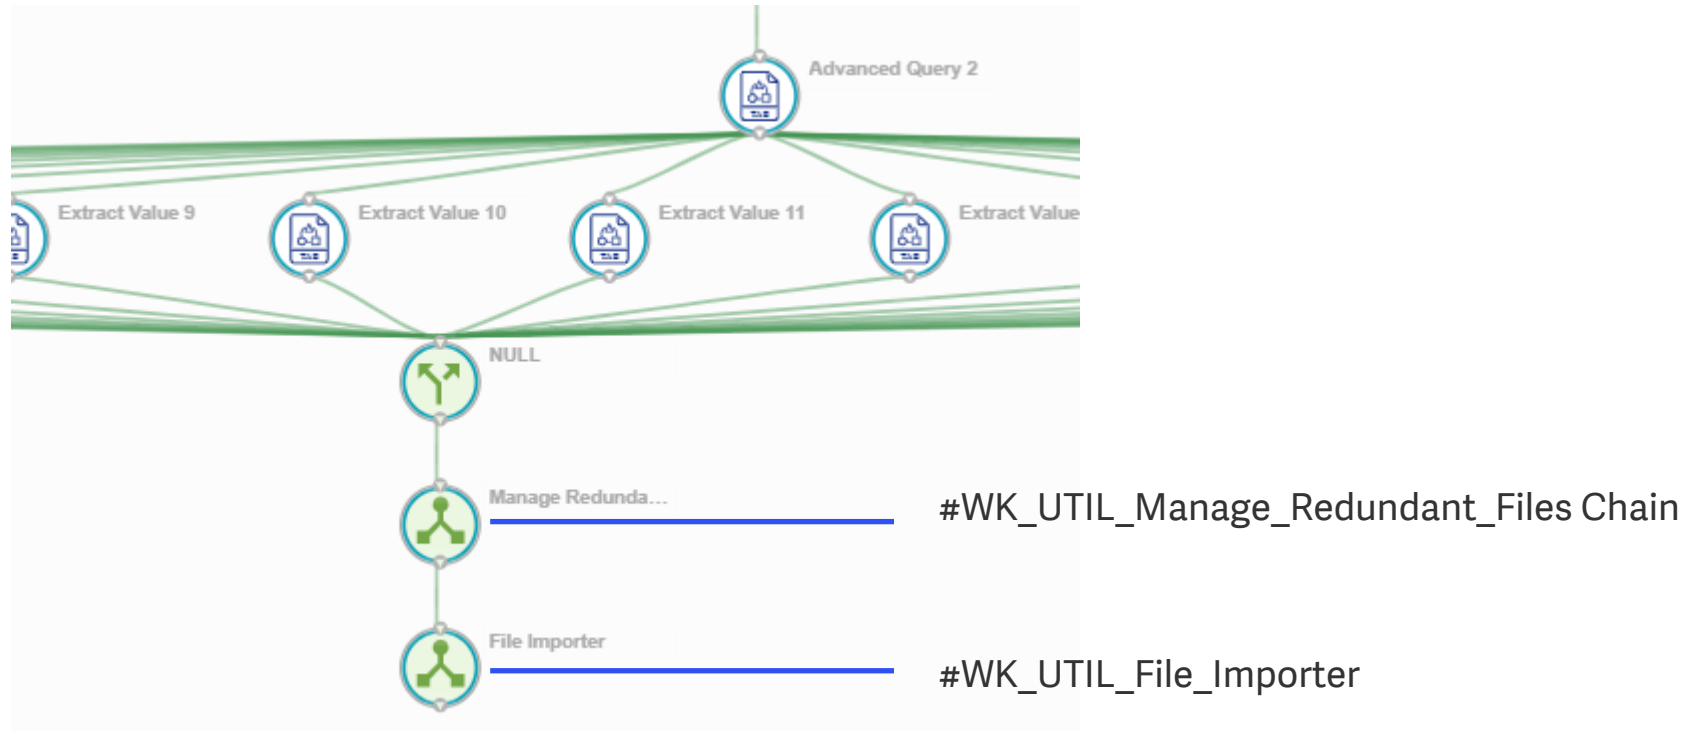 Advanced Query 2
Extract Value 9
Extract Value 10
Extract Value 11
Extract Value
NULL
Manage Redunda...
#WK_UTIL_Manage_Redundant_Files Chain
File Importer
#WK_UTIL_File_Importer